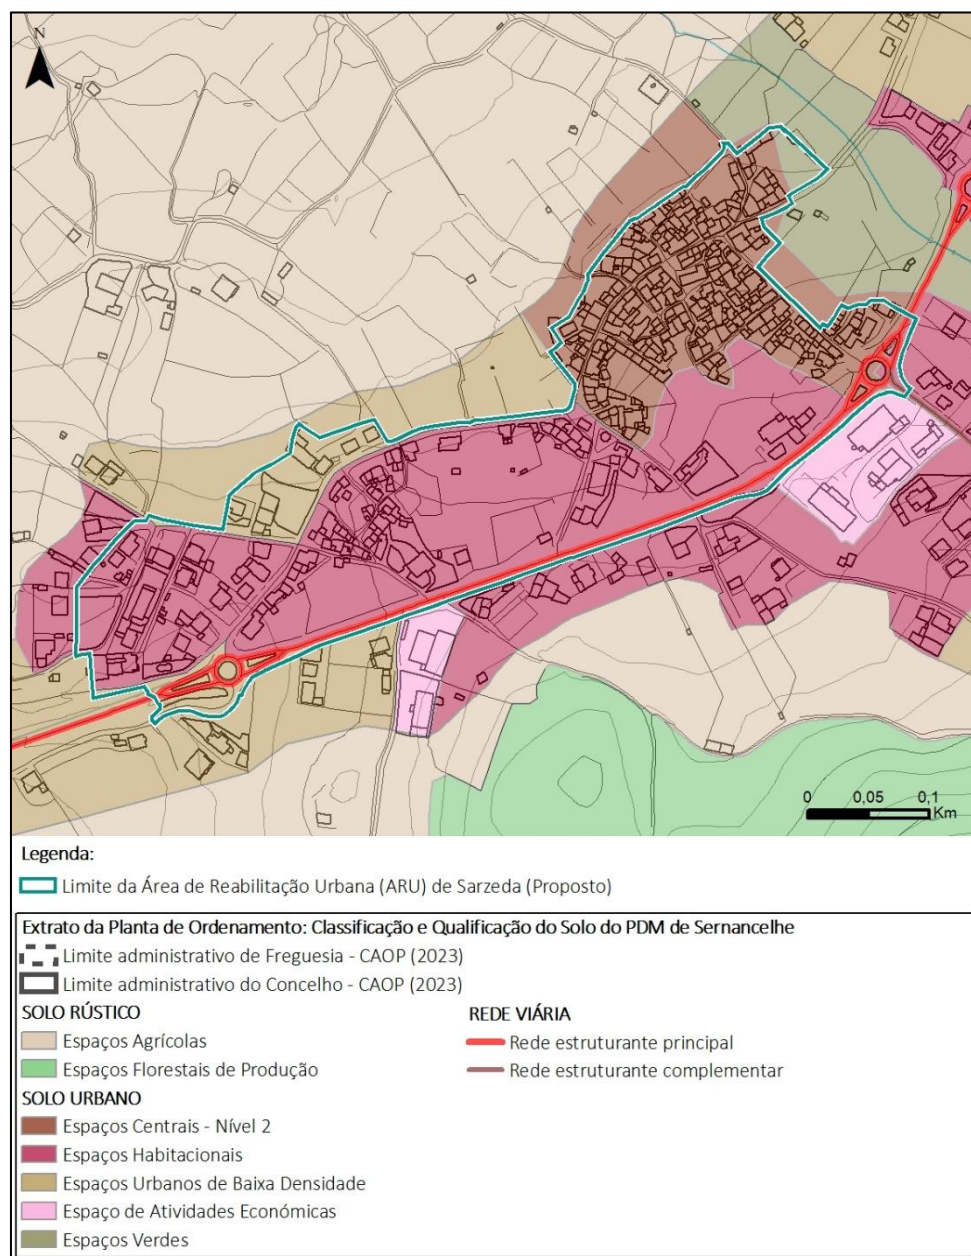 N
0 0,05 0,1
Km
Legenda:
Limite da Área de Reabilitação Urbana (ARU) de Sarzeda (Proposto)
Extrato da Planta de Ordenamento: Classificação e Qualificação do Solo do PDM de Sernancelhe
Limite administrativo de Freguesia - CAOP (2023)
Limite administrativo do Concelho - CAOP (2023)
SOLO RÚSTICO
Espaços Agrícolas
Espaços Florestais de Produção
SOLO URBANO
Espaços Centrais - Nível 2
Espaços Habitacionais
Espaços Urbanos de Baixa Densidade
Espaço de Atividades Económicas
Espaços Verdes
REDE VIÁRIA
Rede estruturante principal
Rede estruturante complementar